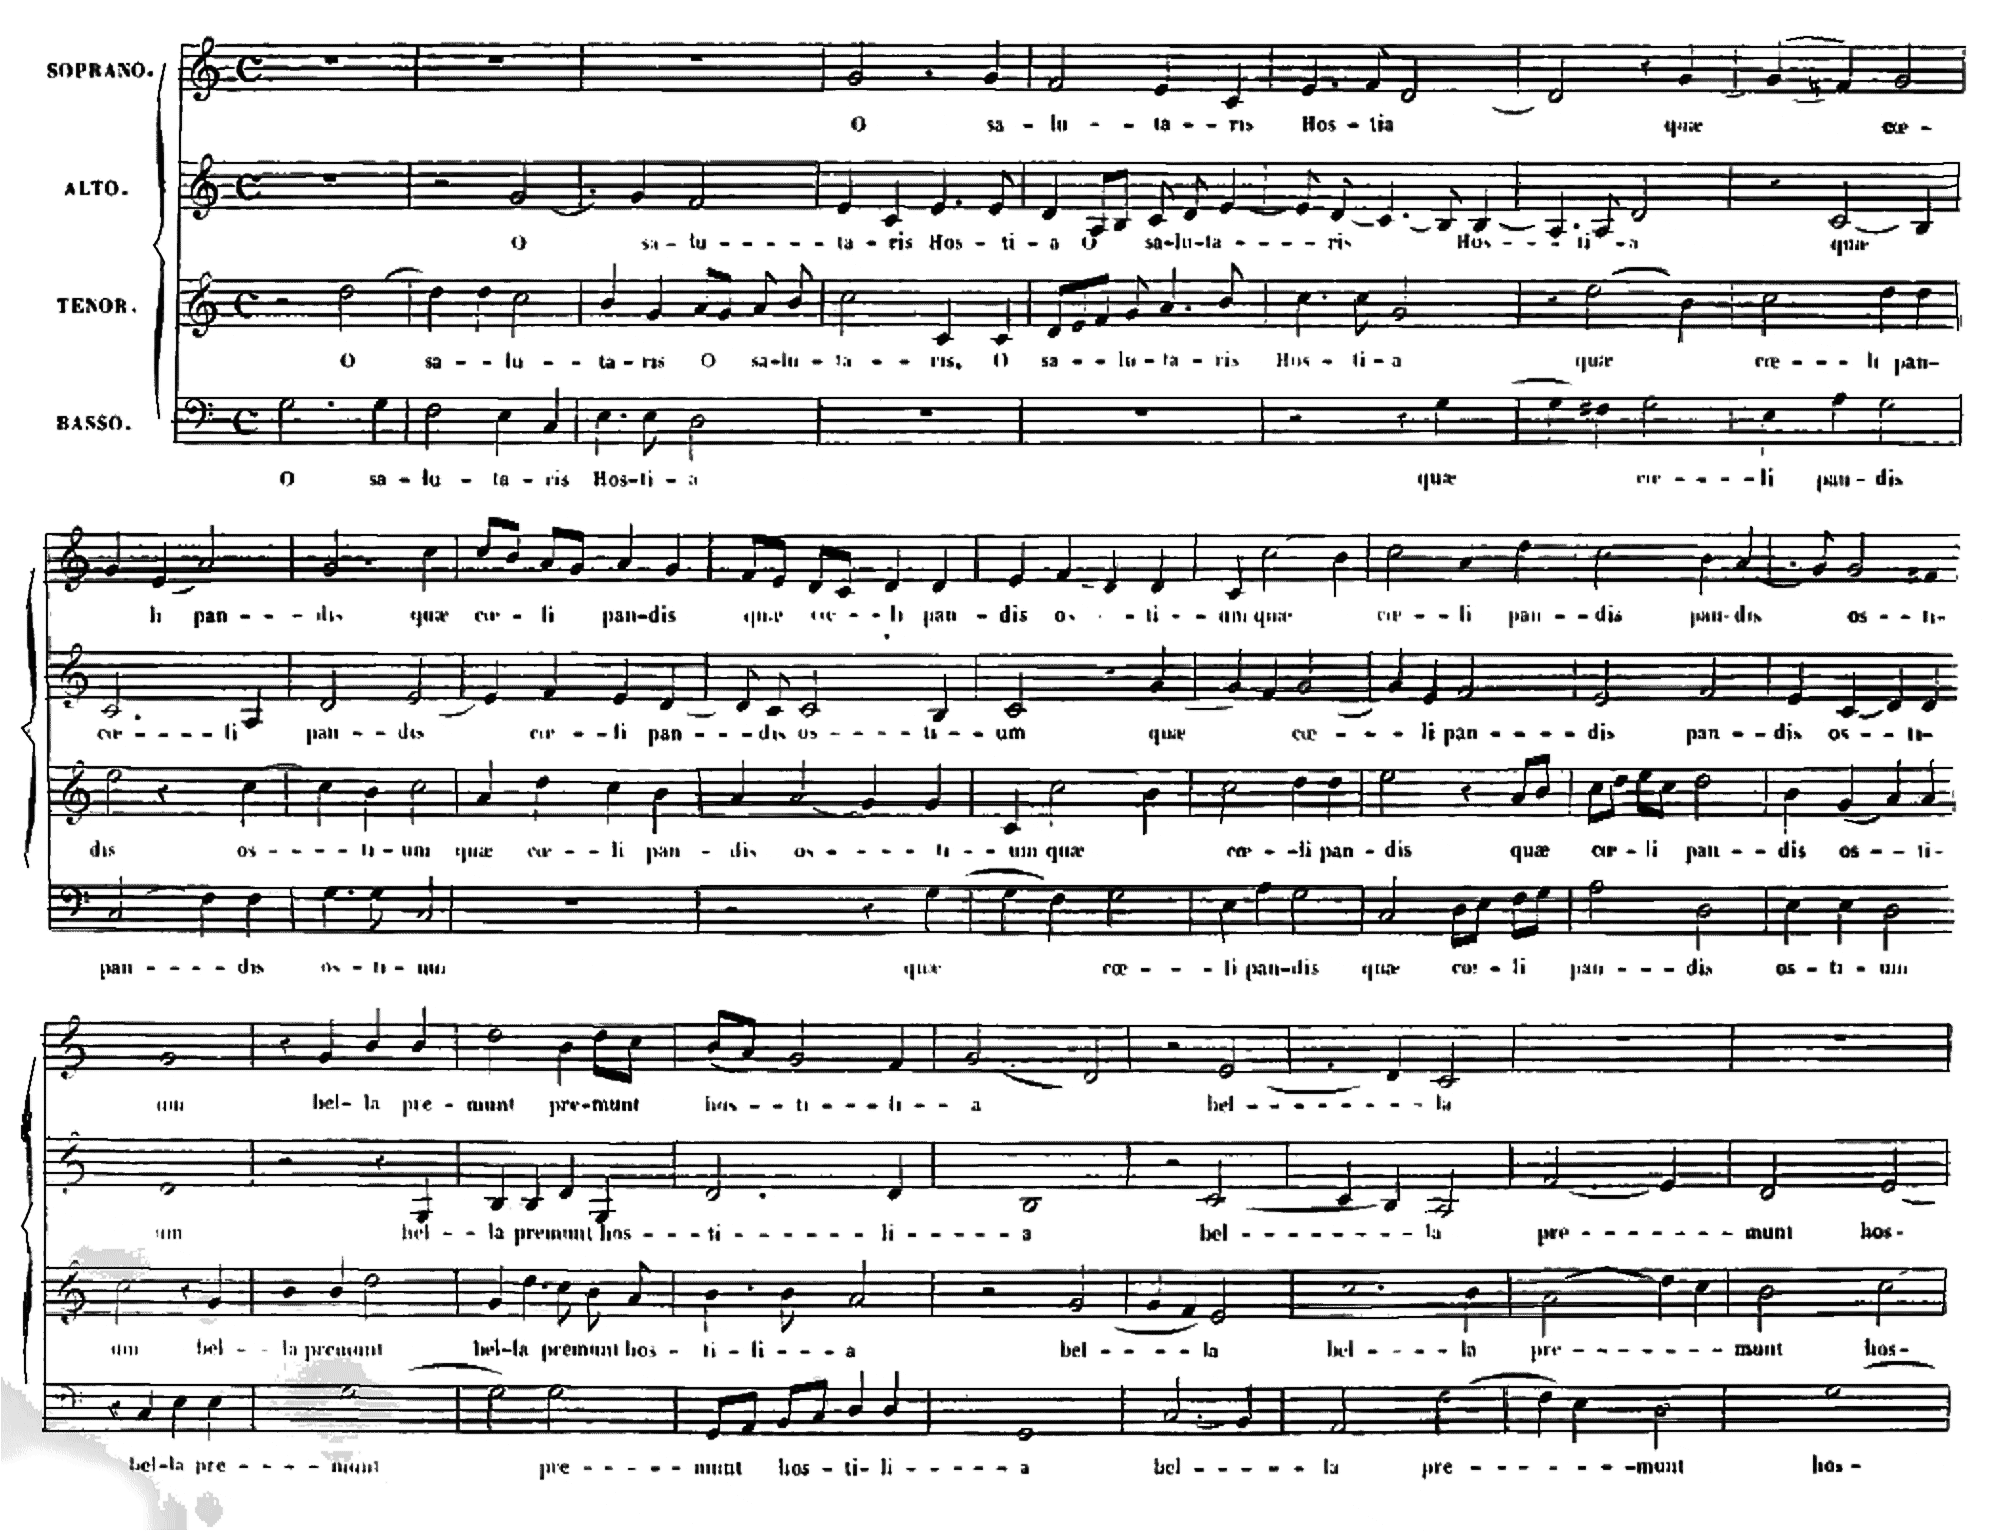 SOPRANO.
O sa - lu - - ta - - ris Hos - tia quæ cœ -
ALTO.
O sa - lu - - - - - ta - ris Hos - ti - a O sa-lu-ta - - - - ris Hos - - - ti - a quæ
TENOR.
O sa - - lu - - ta - ris O sa-lu - ta - - - ris, O sa - - - lu - ta - ris Hos - ti - a quæ cœ - - - li pan-
BASSO.
O sa - lu - ta - ris Hos-ti - a quæ cœ - - - - li pan - dis
li pan - - - - dis quæ cœ - li pan-dis quæ cœ - - li pan - - dis os - - - ti - - um quæ cœ - - li pan - - dis pan-dis os - - - ti-
cœ - - - - li pan - - dis cœ - - li pan - - - dis os - - - - - ti - - um quæ cœ - - - - li pan - - - - dis pan - - dis os - - ti-
dis os - - - - ti - um quæ cœ - - li pan - - dis os - - - - - ti - - um quæ cœ - - li pan - - dis quæ cœ - li pan - - dis os - - ti-
pan - - - - dis os - ti - um quæ cœ - - - - li pan-dis quæ cœ - li pan - - - dis os - ti - um
um bel - la pre - munt pre-munt hos - - ti - - - li - - a bel - - - - - - - - la
um bel - - la premunt hos - - - - ti - - - - - - li - - - - - a bel - - - - - - - - - la pre - - - - - - - munt hos-
um bel - - la premunt bel-la premunt hos - ti - li - - - a bel - - - - la bel - - - - la pre - - - - - - - munt hos-
bel-la pre - - - - munt pre - - - - - munt hos - ti - li - - - - - a bel - - - - la pre - - - - - - -munt hos -